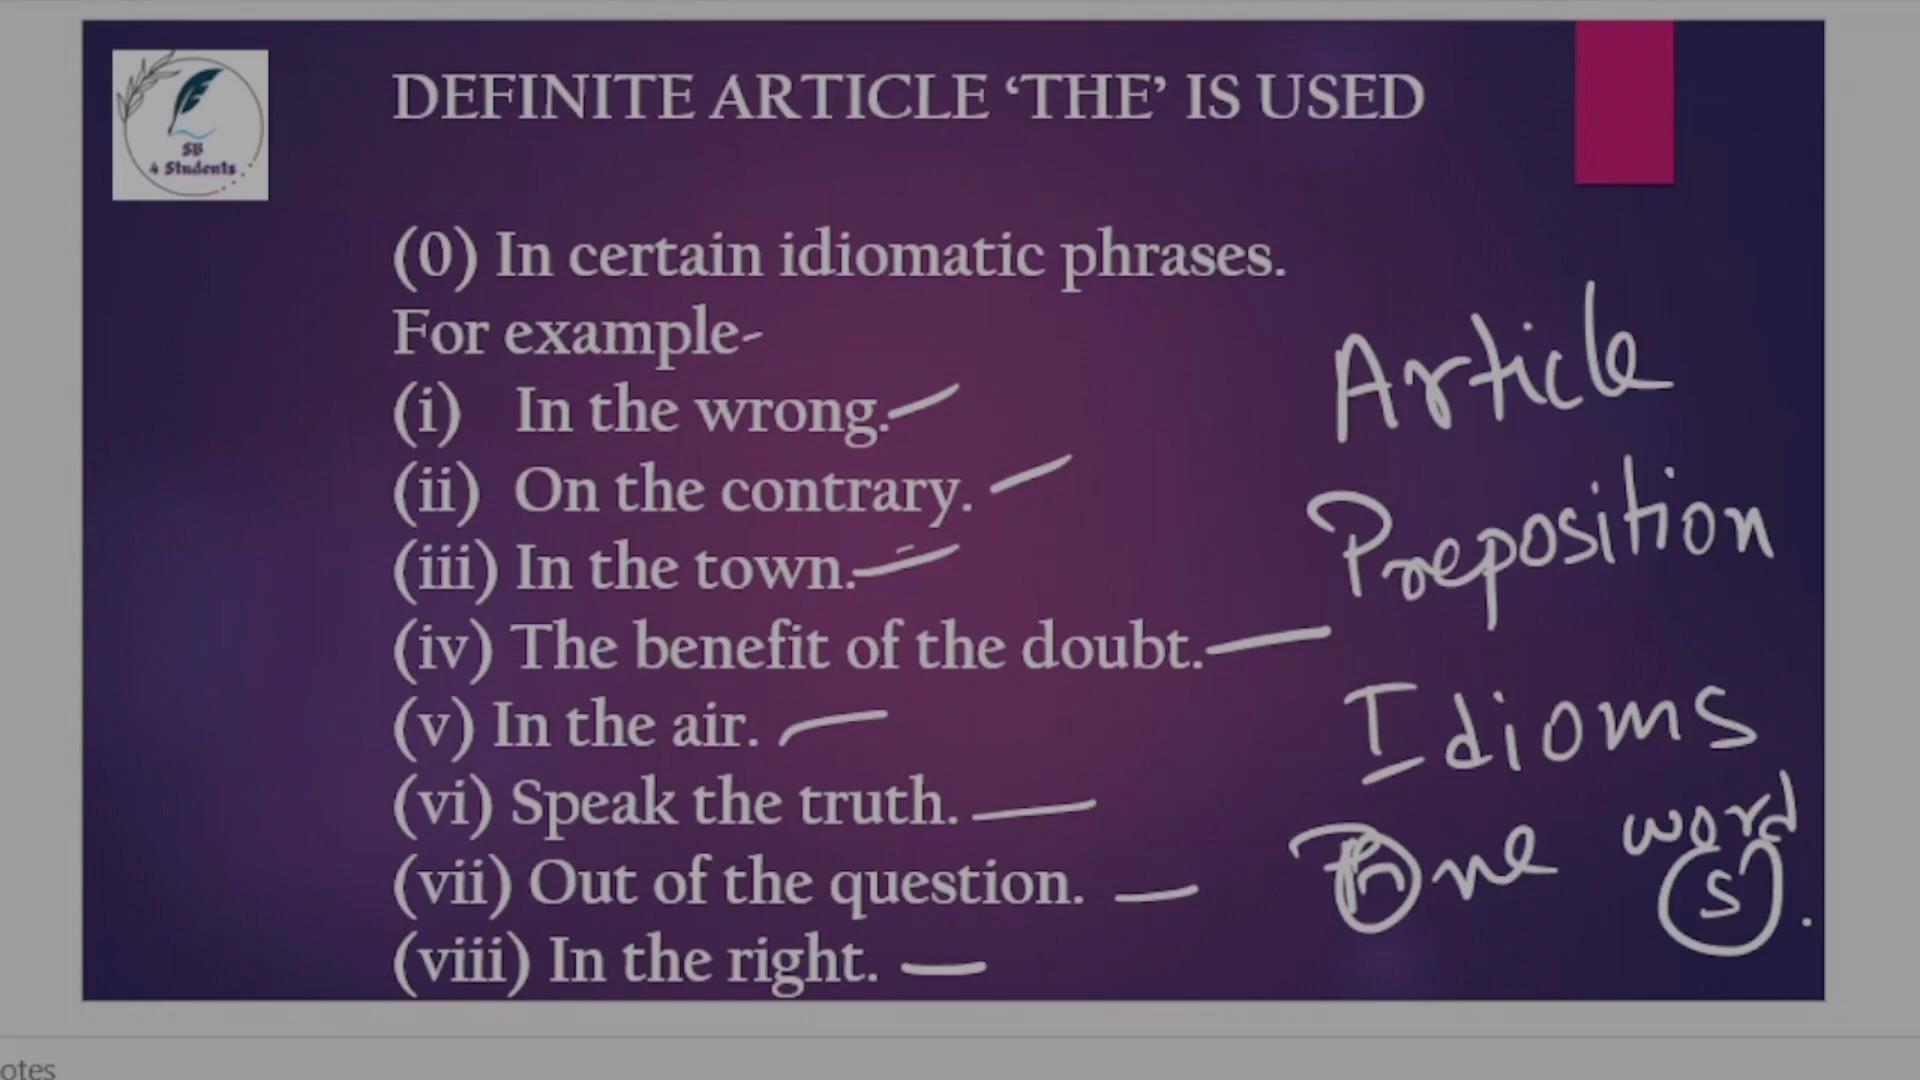 SB
4 Students
DEFINITE ARTICLE ‘THE’ IS USED
(0) In certain idiomatic phrases.
For example-
(i) In the wrong.
(ii) On the contrary.
(iii) In the town.
(iv) The benefit of the doubt.
(v) In the air.
(vi) Speak the truth.
(vii) Out of the question.
(viii) In the right.
Article
Preposition
Idioms
One word
S.
otes